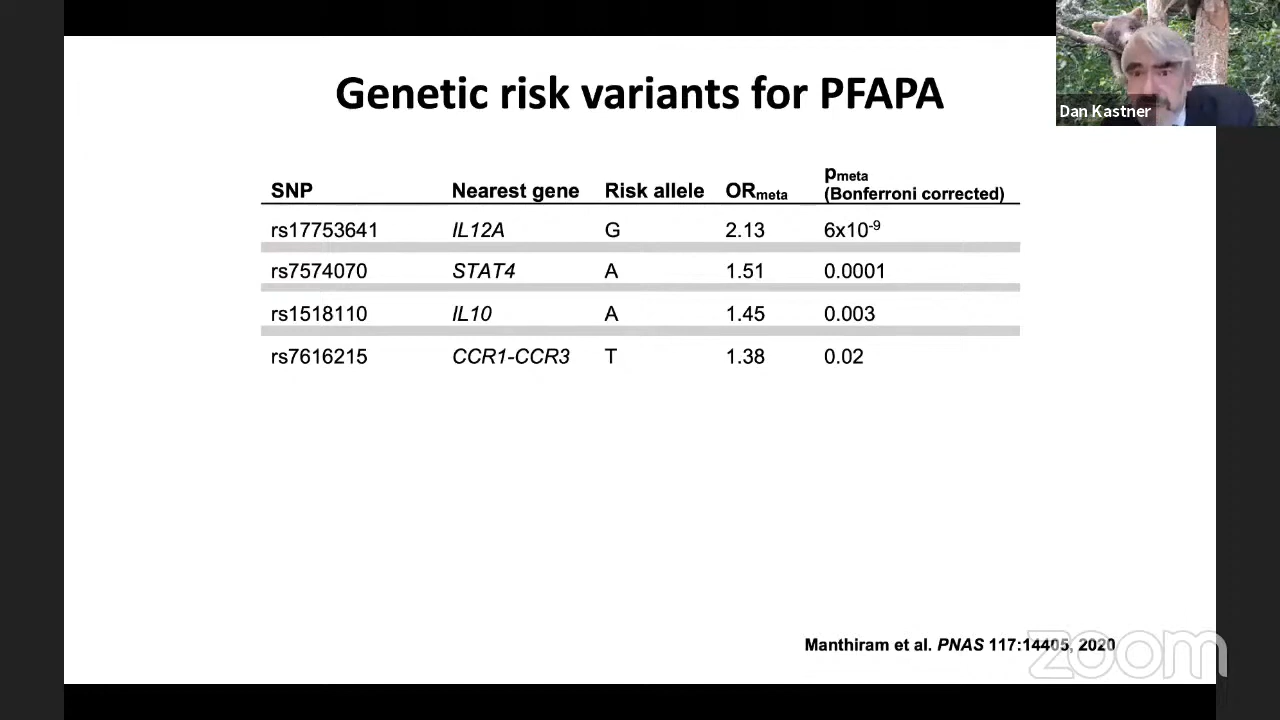 Genetic risk variants for PFAPA
Dan Kastner
SNP Nearest gene Risk allele ORmeta pmeta (Bonferroni corrected)
rs17753641 IL12A G 2.13 6x10-9
rs7574070 STAT4 A 1.51 0.0001
rs1518110 IL10 A 1.45 0.003
rs7616215 CCR1-CCR3 T 1.38 0.02
Manthiram et al. PNAS 117:14405, 2020
zoom